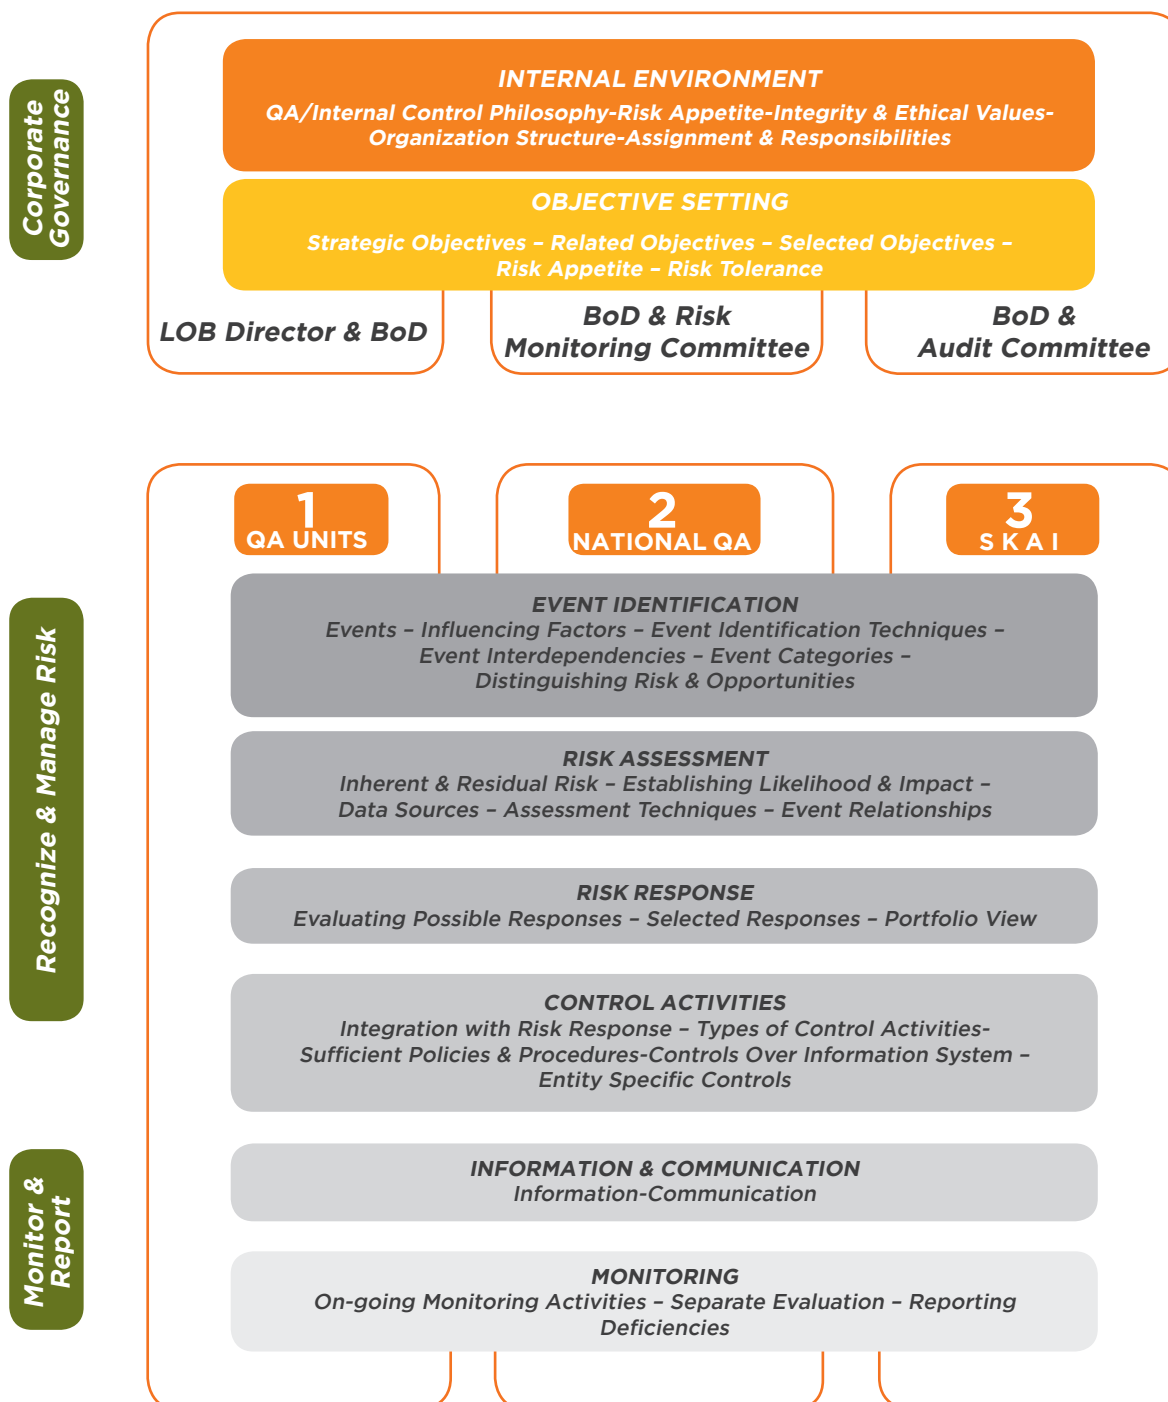 Corporate
Governance
INTERNAL ENVIRONMENT
QA/Internal Control Philosophy-Risk Appetite-Integrity & Ethical Values-
Organization Structure-Assignment & Responsibilities
OBJECTIVE SETTING
Strategic Objectives – Related Objectives – Selected Objectives –
Risk Appetite – Risk Tolerance
LOB Director & BoD
BoD & Risk
Monitoring Committee
BoD &
Audit Committee
1
QA UNITS
2
NATIONAL QA
3
S K A I
Recognize & Manage Risk
EVENT IDENTIFICATION
Events – Influencing Factors – Event Identification Techniques –
Event Interdependencies – Event Categories –
Distinguishing Risk & Opportunities
RISK ASSESSMENT
Inherent & Residual Risk – Establishing Likelihood & Impact –
Data Sources – Assessment Techniques – Event Relationships
RISK RESPONSE
Evaluating Possible Responses – Selected Responses – Portfolio View
CONTROL ACTIVITIES
Integration with Risk Response – Types of Control Activities-
Sufficient Policies & Procedures-Controls Over Information System –
Entity Specific Controls
Monitor &
Report
INFORMATION & COMMUNICATION
Information-Communication
MONITORING
On-going Monitoring Activities – Separate Evaluation – Reporting
Deficiencies